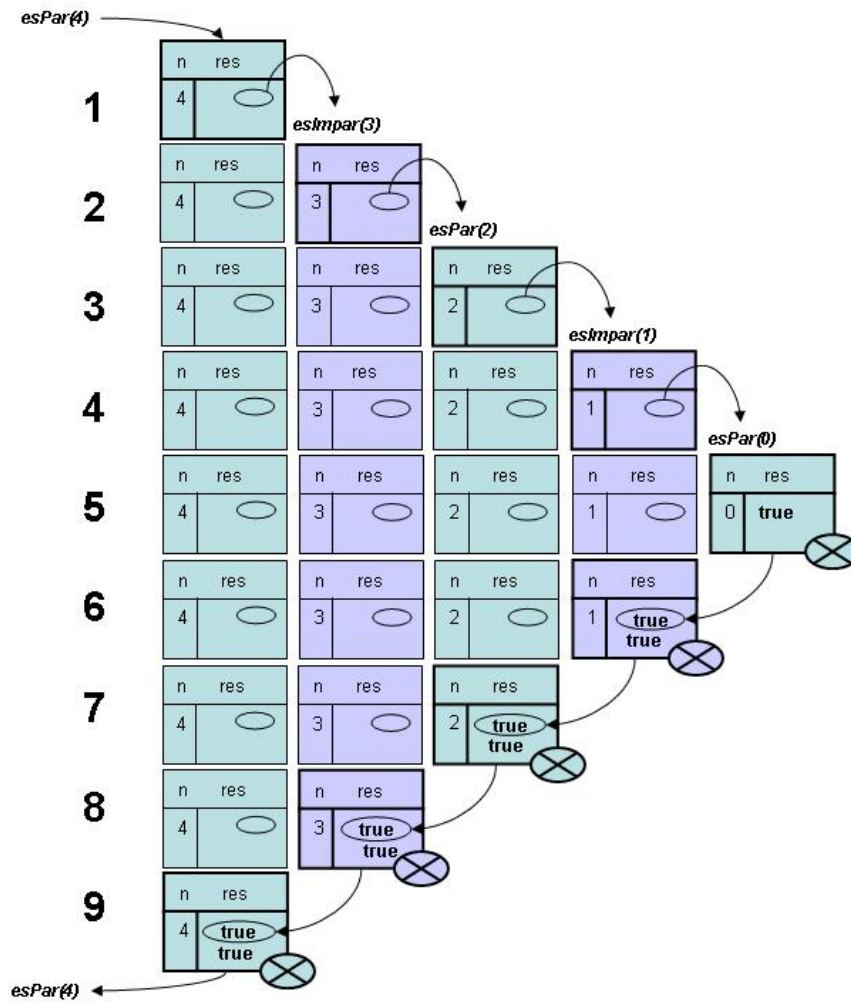 esPar(4)
n res
1 4
esImpar(3)
n res n res
2 4 3
esPar(2)
n res n res n res
3 4 3 2
esImpar(1)
n res n res n res n res
4 4 3 2 1
esPar(0)
n res n res n res n res n res
5 4 3 2 1 0 true
n res n res n res n res
6 4 3 2 1 true
true
n res n res n res
7 4 3 2 true
true
n res n res
8 4 3 true
true
n res
9 4 true
true
esPar(4)